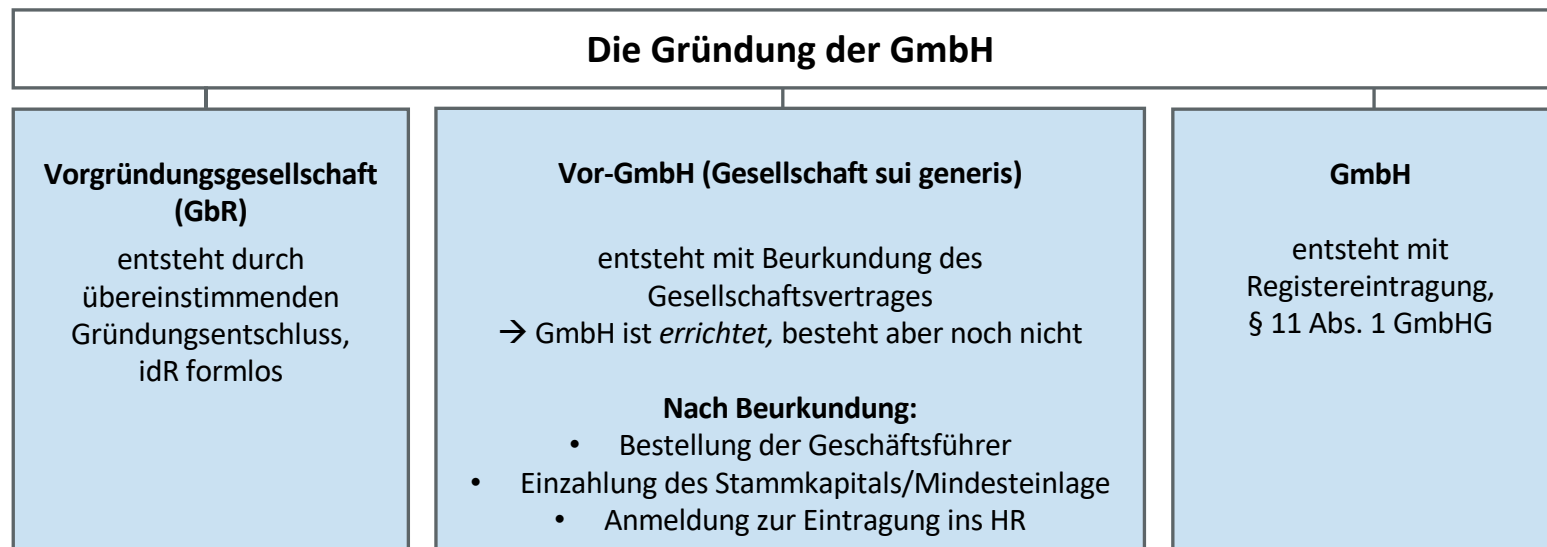 Die Gründung der GmbH
Vorgründungsgesellschaft
(GbR)
entsteht durch
übereinstimmenden
Gründungsentschluss,
idR formlos
Vor-GmbH (Gesellschaft sui generis)
entsteht mit Beurkundung des
Gesellschaftsvertrages
→ GmbH ist errichtet, besteht aber noch nicht
Nach Beurkundung:
• Bestellung der Geschäftsführer
• Einzahlung des Stammkapitals/Mindesteinlage
• Anmeldung zur Eintragung ins HR
GmbH
entsteht mit
Registereintragung,
§ 11 Abs. 1 GmbHG